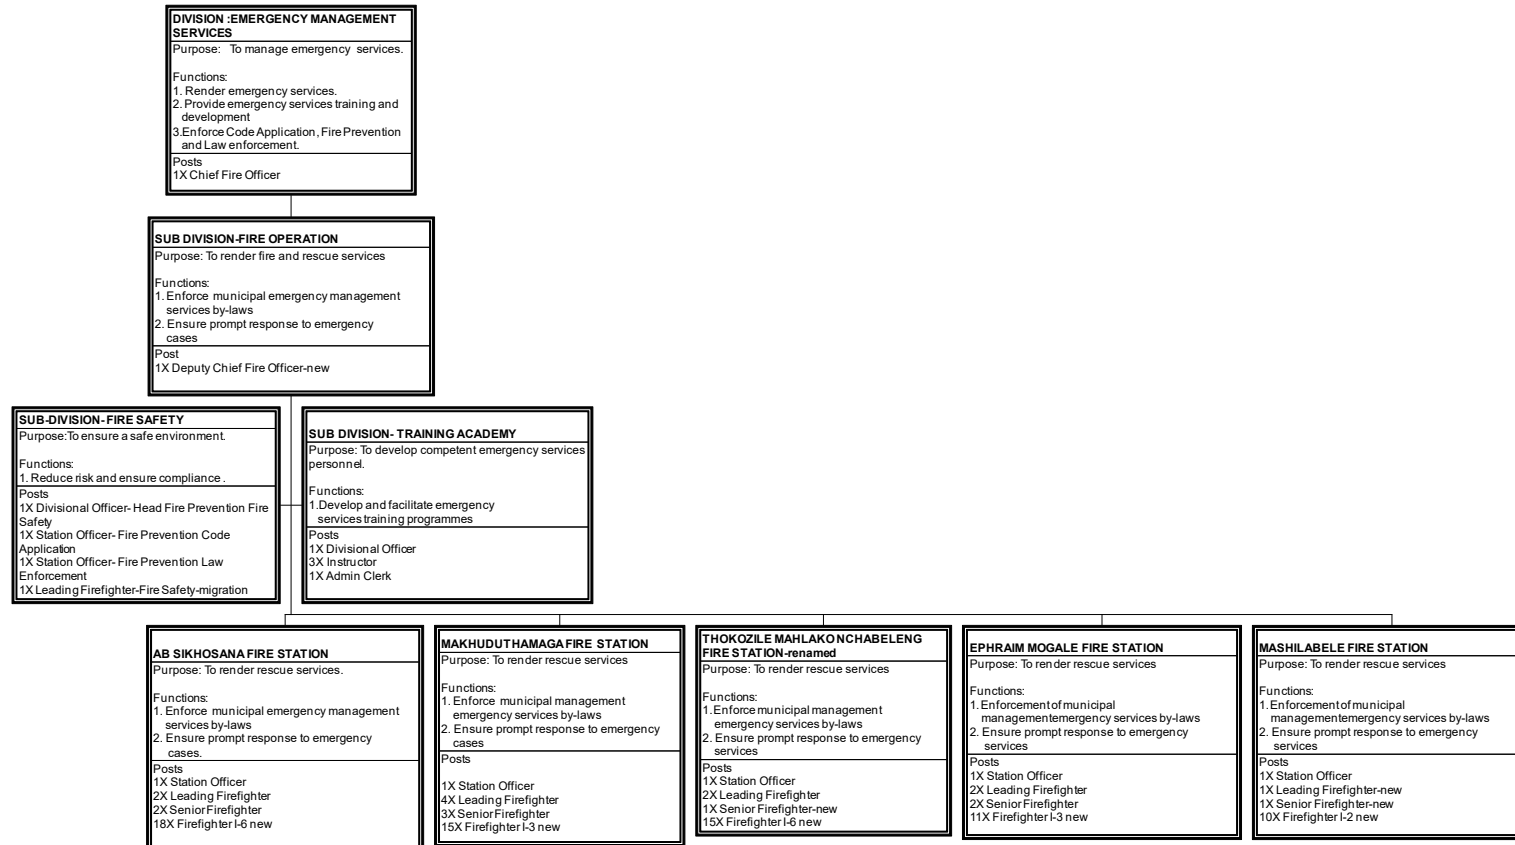 DIVISION :EMERGENCY MANAGEMENT
SERVICES
Purpose: To manage emergency services.
Functions:
1. Render emergency services.
2. Provide emergency services training and
development
3.Enforce Code Application, Fire Prevention
and Law enforcement.
Posts
1X Chief Fire Officer
SUB DIVISION-FIRE OPERATION
Purpose: To render fire and rescue services
Functions:
1. Enforce municipal emergency management
services by-laws
2. Ensure prompt response to emergency
cases
Post
1X Deputy Chief Fire Officer-new
SUB-DIVISION- FIRE SAFETY
Purpose:To ensure a safe environment.
Functions:
1. Reduce risk and ensure compliance .
Posts
1X Divisional Officer- Head Fire Prevention Fire
Safety
1X Station Officer- Fire Prevention Code
Application
1X Station Officer- Fire Prevention Law
Enforcement
1X Leading Firefighter-Fire Safety-migration
SUB DIVISION- TRAINING ACADEMY
Purpose: To develop competent emergency services
personnel.
Functions:
1.Develop and facilitate emergency
services training programmes
Posts
1X Divisional Officer
3X Instructor
1X Admin Clerk
AB SIKHOSANA FIRE STATION
Purpose: To render rescue services.
Functions:
1. Enforce municipal emergency management
services by-laws
2. Ensure prompt response to emergency
cases.
Posts
1X Station Officer
2X Leading Firefighter
2X Senior Firefighter
18X Firefighter I-6 new
MAKHUDUTHAMAGA FIRE STATION
Purpose: To render rescue services
Functions:
1. Enforce municipal management
emergency services by-laws
2. Ensure prompt response to emergency
cases
Posts
1X Station Officer
4X Leading Firefighter
3X Senior Firefighter
15X Firefighter I-3 new
THOKOZILE MAHLAKO NCHABELENG
FIRE STATION-renamed
Purpose: To render rescue services
Functions:
1.Enforce municipal management
emergency services by-laws
2. Ensure prompt response to emergency
services
Posts
1X Station Officer
2X Leading Firefighter
1X Senior Firefighter-new
15X Firefighter I-6 new
EPHRAIM MOGALE FIRE STATION
Purpose: To render rescue services
Functions:
1.Enforcement of municipal
managementemergency services by-laws
2. Ensure prompt response to emergency
services
Posts
1X Station Officer
2X Leading Firefighter
2X Senior Firefighter
11X Firefighter I-3 new
MASHILABELE FIRE STATION
Purpose: To render rescue services
Functions:
1.Enforcement of municipal
managementemergency services by-laws
2. Ensure prompt response to emergency
services
Posts
1X Station Officer
1X Leading Firefighter-new
1X Senior Firefighter-new
10X Firefighter I-2 new